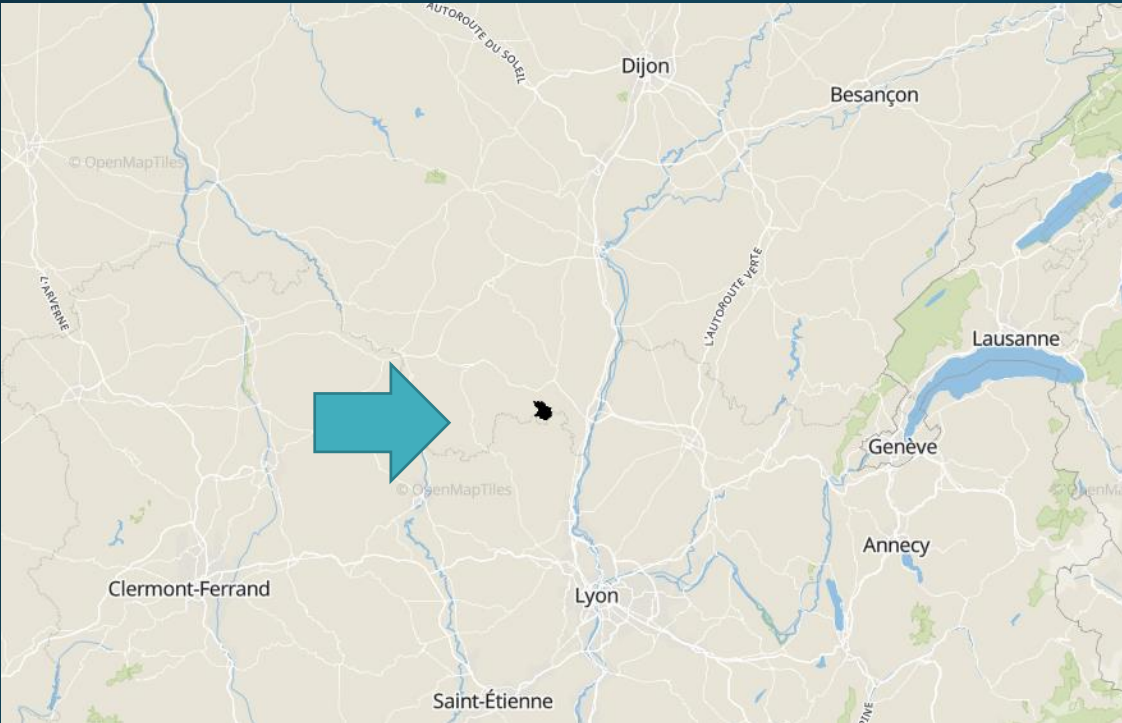 AUTOROUTE DU SOLEIL
Dijon
Besançon
© OpenMapTiles
L'ARVERNE
L'AUTOROUTE VERTE
Lausanne
Genève
© OpenMapTiles
Annecy
Clermont-Ferrand
Lyon
Saint-Étienne